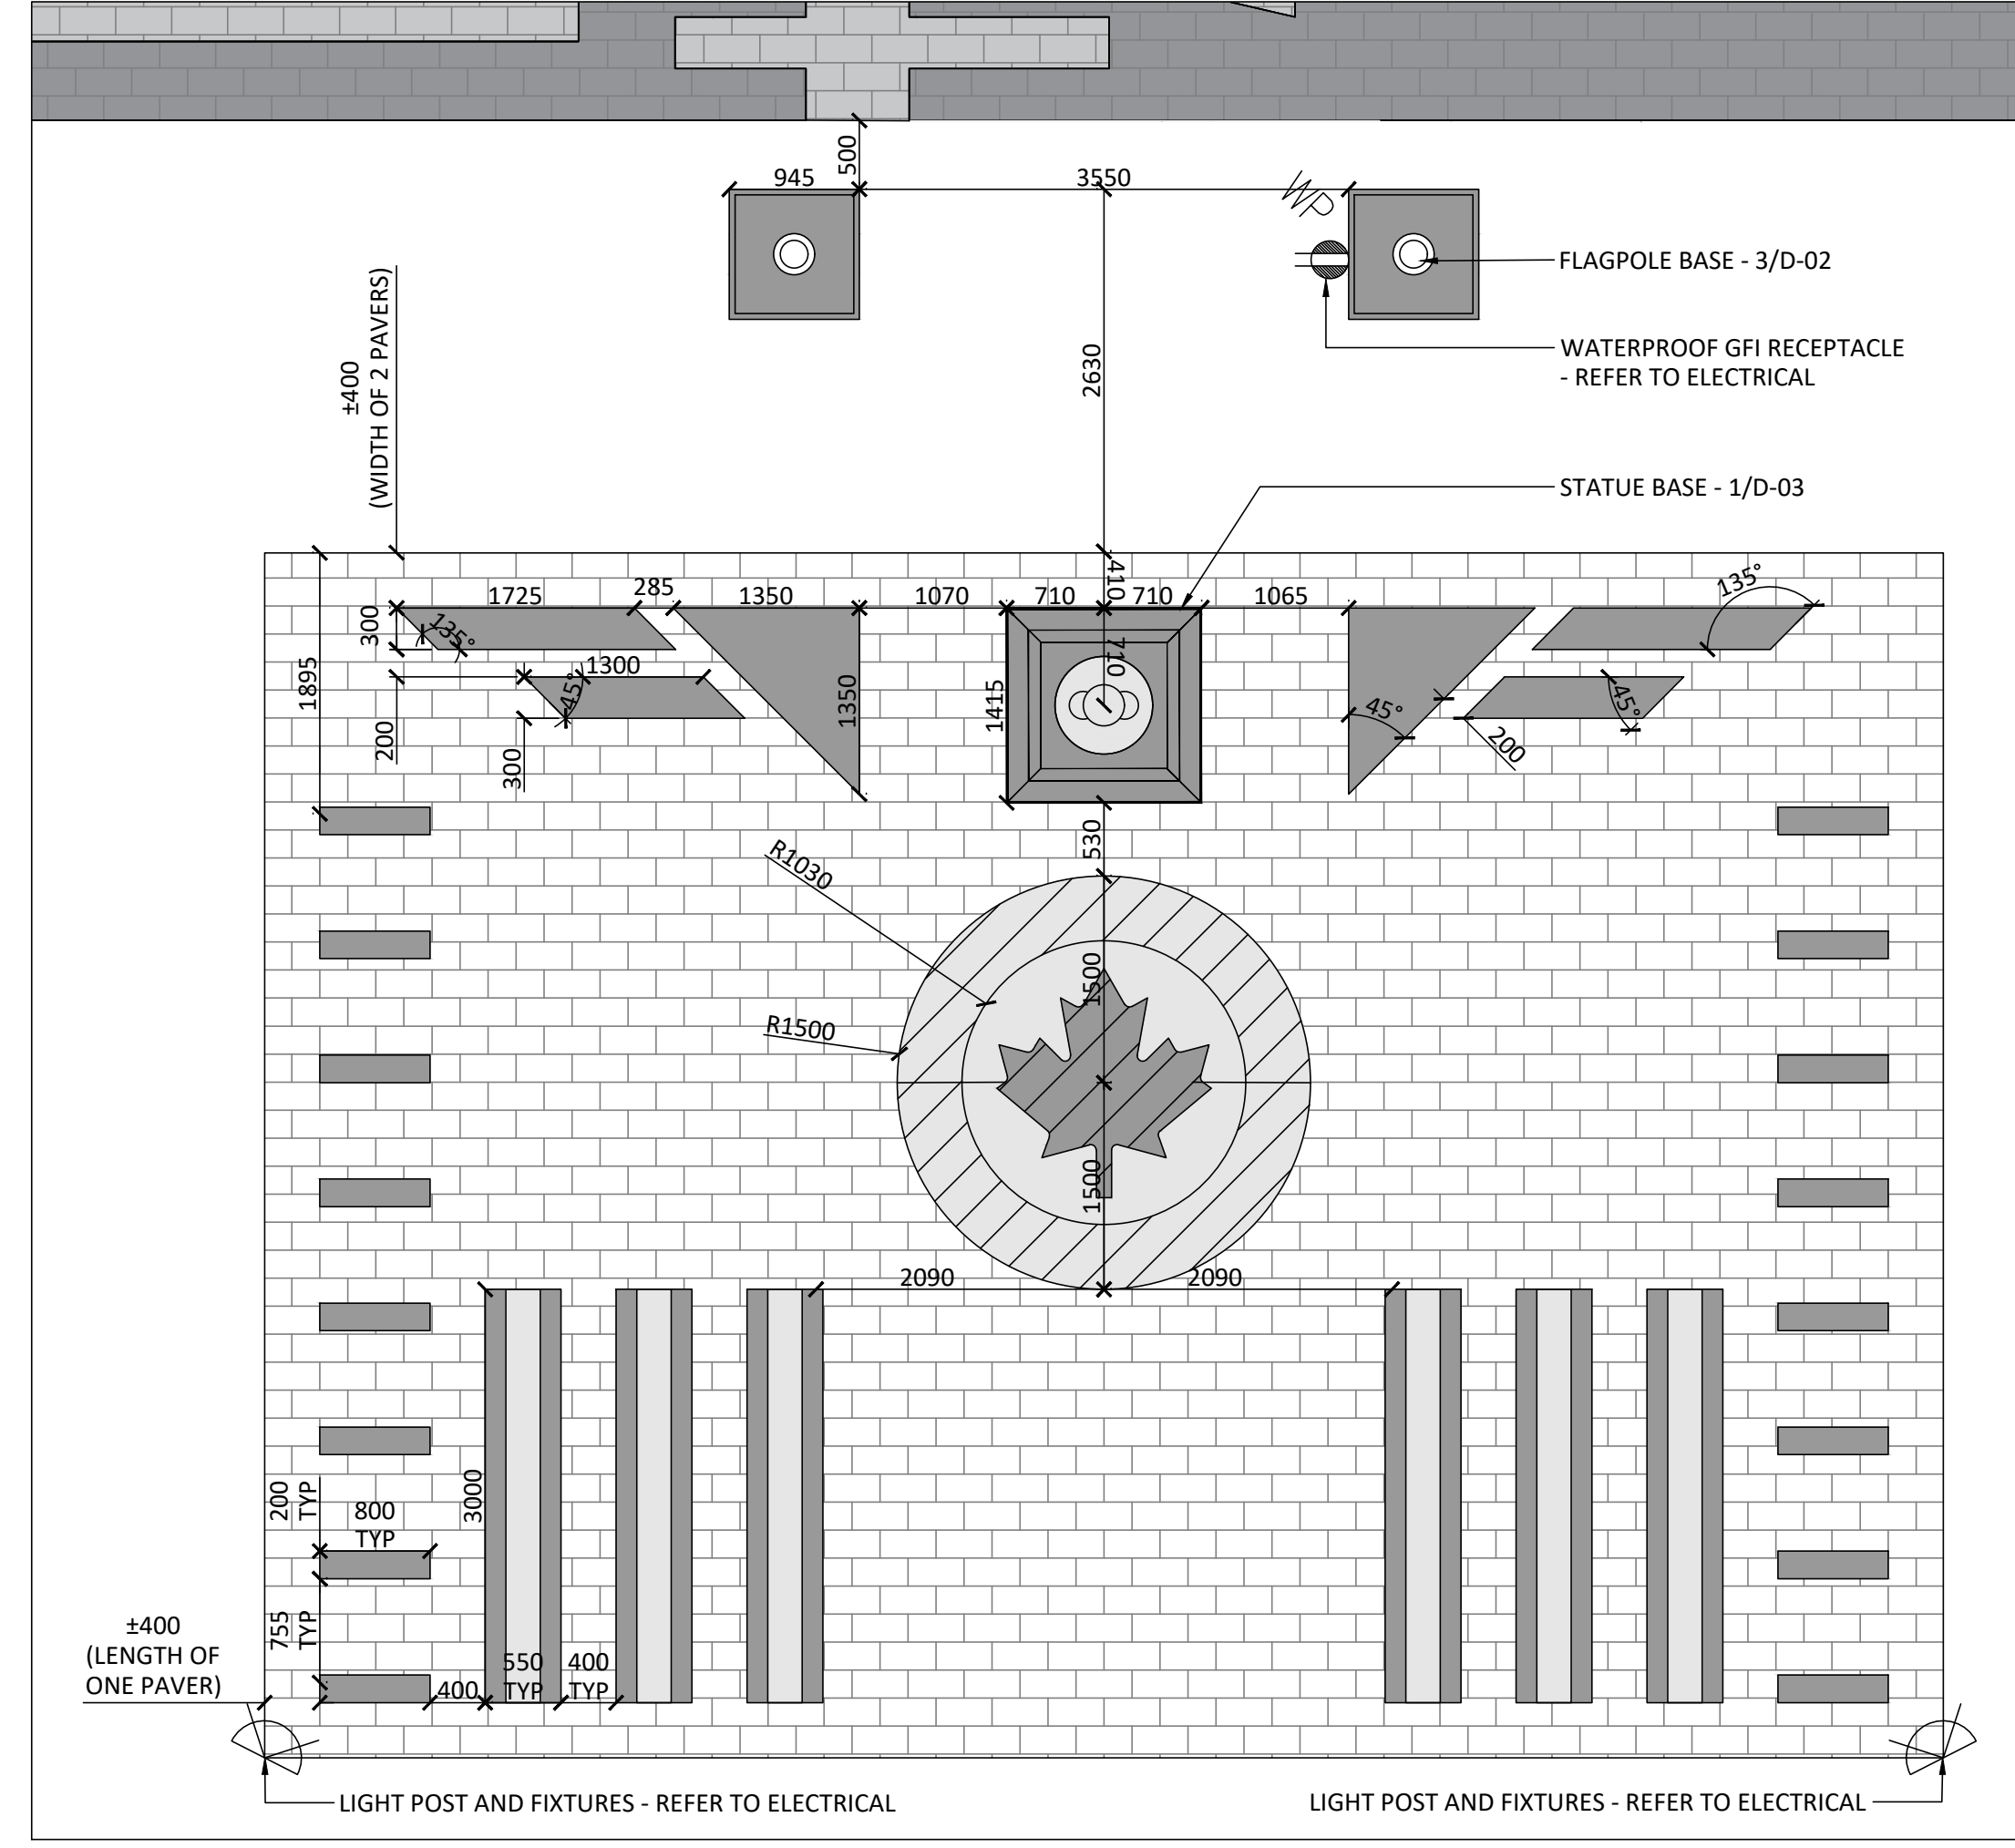 500
945
3550
WP
FLAGPOLE BASE - 3/D-02
±400
(WIDTH OF 2 PAVERS)
2630
WATERPROOF GFI RECEPTACLE
- REFER TO ELECTRICAL
STATUE BASE - 1/D-03
410
1725
285
1350
1070
710
710
1065
135°
300
135°
1895
1300
45°
1350
1415
710
45°
45°
200
200
300
530
R1030
R1500
1500
1500
2090
2090
3000
200
TYP
800
TYP
755
TYP
±400
(LENGTH OF
ONE PAVER)
400
550
TYP
400
TYP
LIGHT POST AND FIXTURES - REFER TO ELECTRICAL
LIGHT POST AND FIXTURES - REFER TO ELECTRICAL